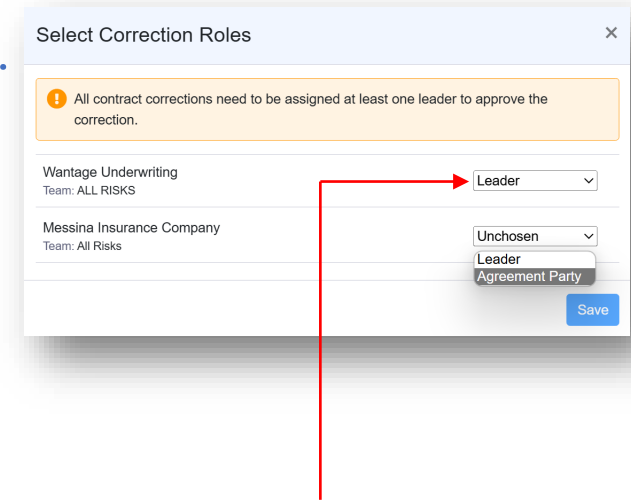 Select Correction Roles ×
! All contract corrections need to be assigned at least one leader to approve the
correction.
Wantage Underwriting
Team: ALL RISKS
Leader
Messina Insurance Company
Team: All Risks
Unchosen
Leader
Agreement Party
Save